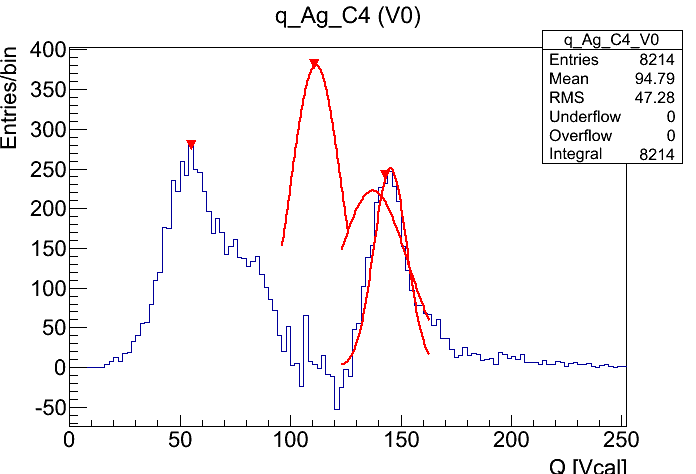 q_Ag_C4 (V0)
q_Ag_C4_V0
Entries 8214
Mean 94.79
RMS 47.28
Underflow 0
Overflow 0
Integral 8214
Entries/bin
400
350
300
250
200
150
100
50
0
-50
0 50 100 150 200 250
Q [Vcal]